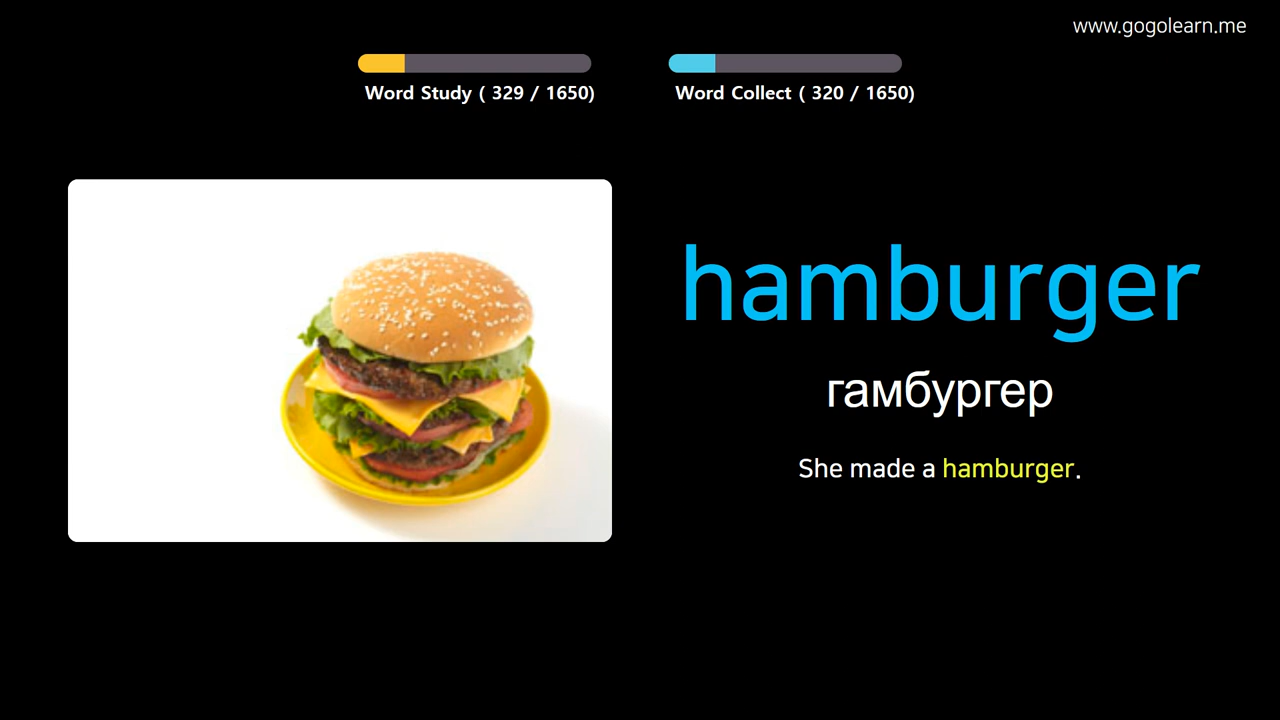 www.gogolearn.me
Word Study ( 329 / 1650)
Word Collect ( 320 / 1650)
hamburger
гамбургер
She made a hamburger.